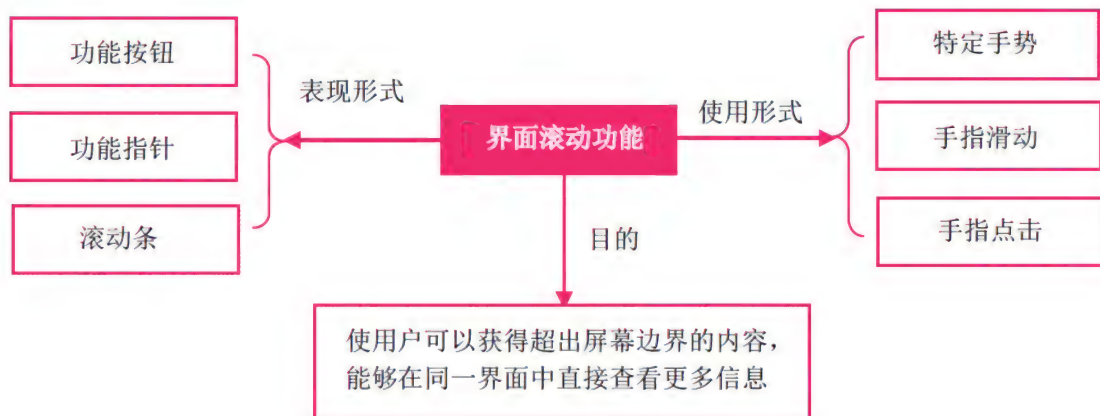 功能按钮
功能指针
滚动条
表现形式
界面滚动功能
使用形式
特定手势
手指滑动
手指点击
目的
使用户可以获得超出屏幕边界的内容，
能够在同一界面中直接查看更多信息